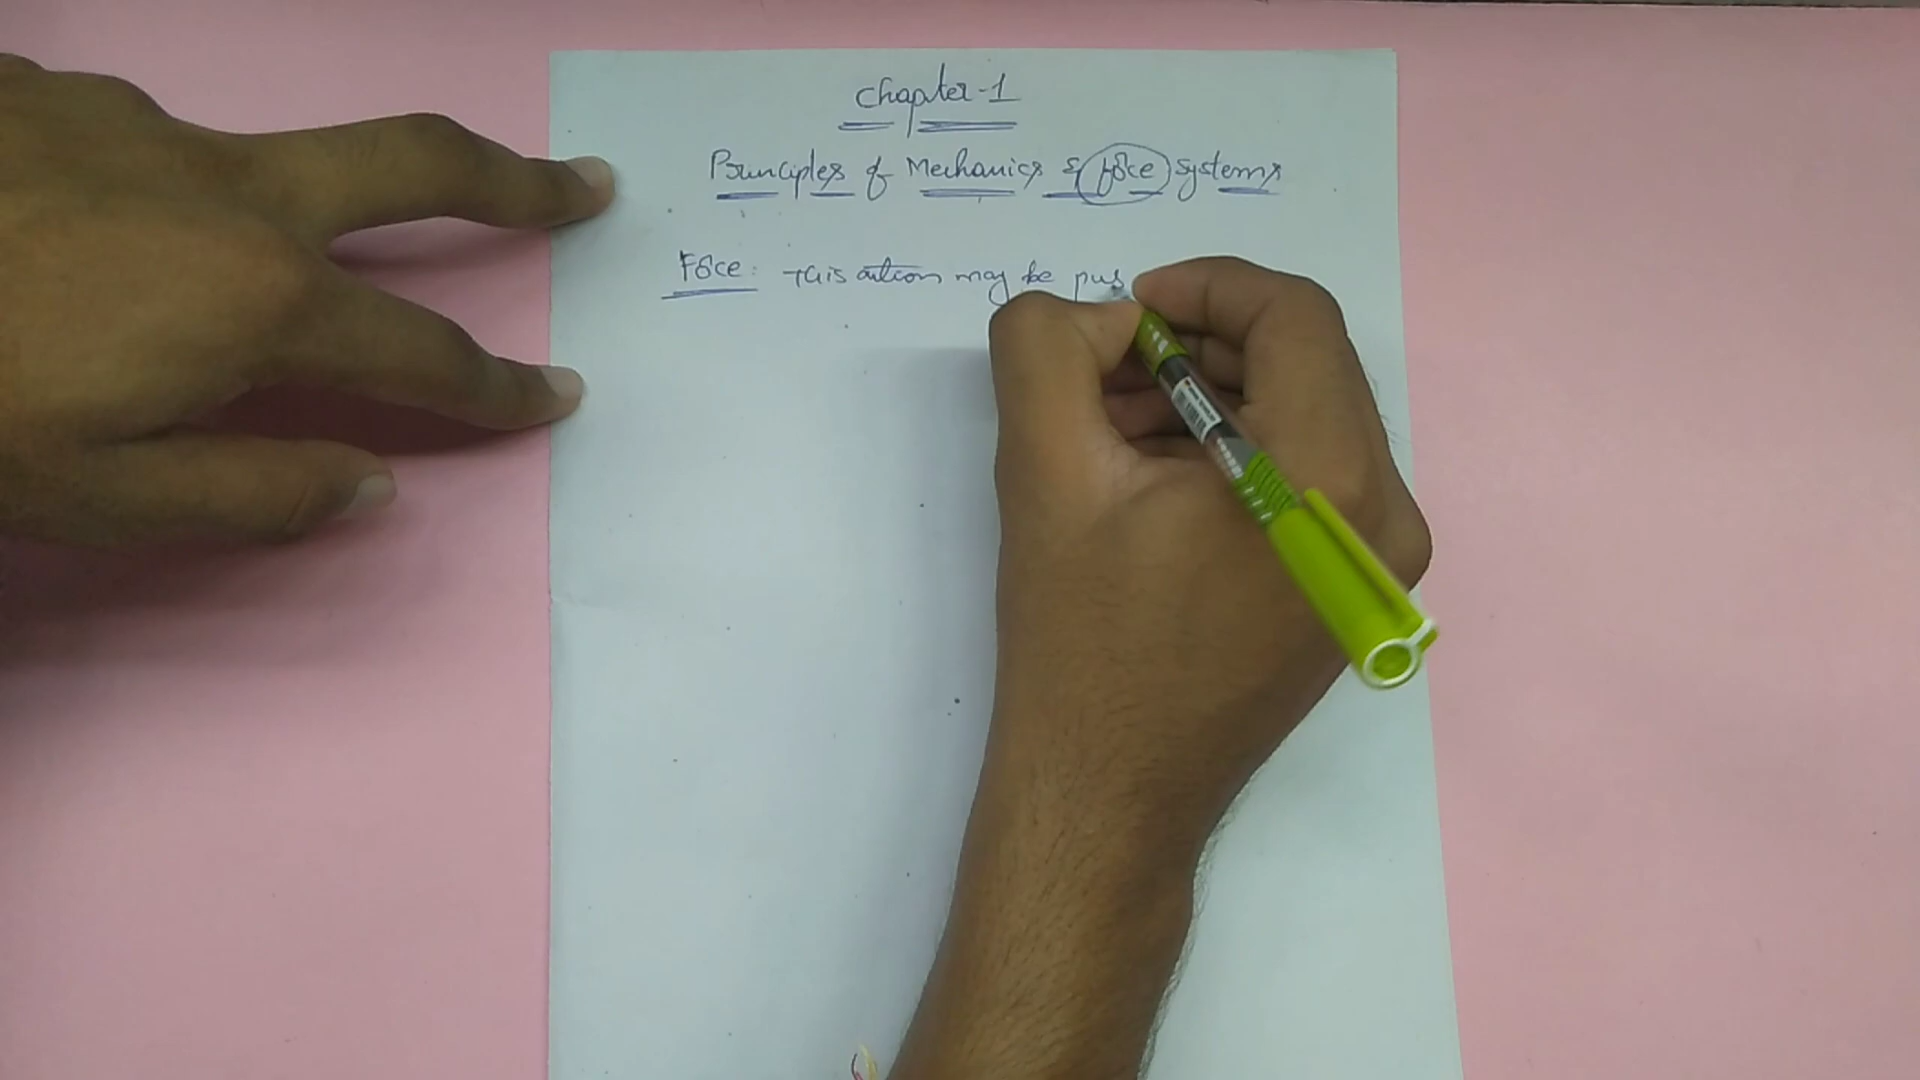 Chapter-1
Principles of Mechanics & force systems
Force: This action may be pus